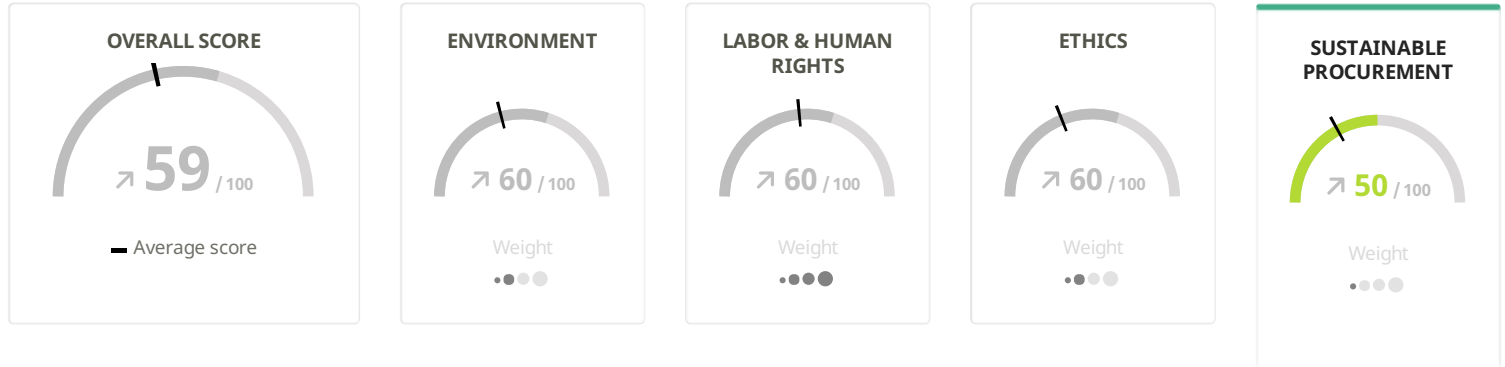 OVERALL SCORE
59 / 100
Average score
ENVIRONMENT
60 / 100
Weight
LABOR & HUMAN
RIGHTS
60 / 100
Weight
ETHICS
60 / 100
Weight
SUSTAINABLE
PROCUREMENT
50 / 100
Weight